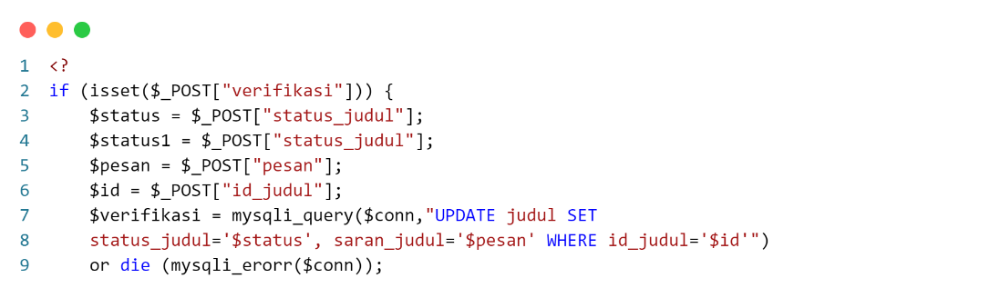 1 <?
2 if (isset($_POST["verifikasi"])) {
3 $status = $_POST["status_judul"];
4 $status1 = $_POST["status_judul"];
5 $pesan = $_POST["pesan"];
6 $id = $_POST["id_judul"];
7 $verifikasi = mysqli_query($conn,"UPDATE judul SET
8 status_judul='$status', saran_judul='$pesan' WHERE id_judul='$id'")
9 or die (mysqli_erorr($conn));